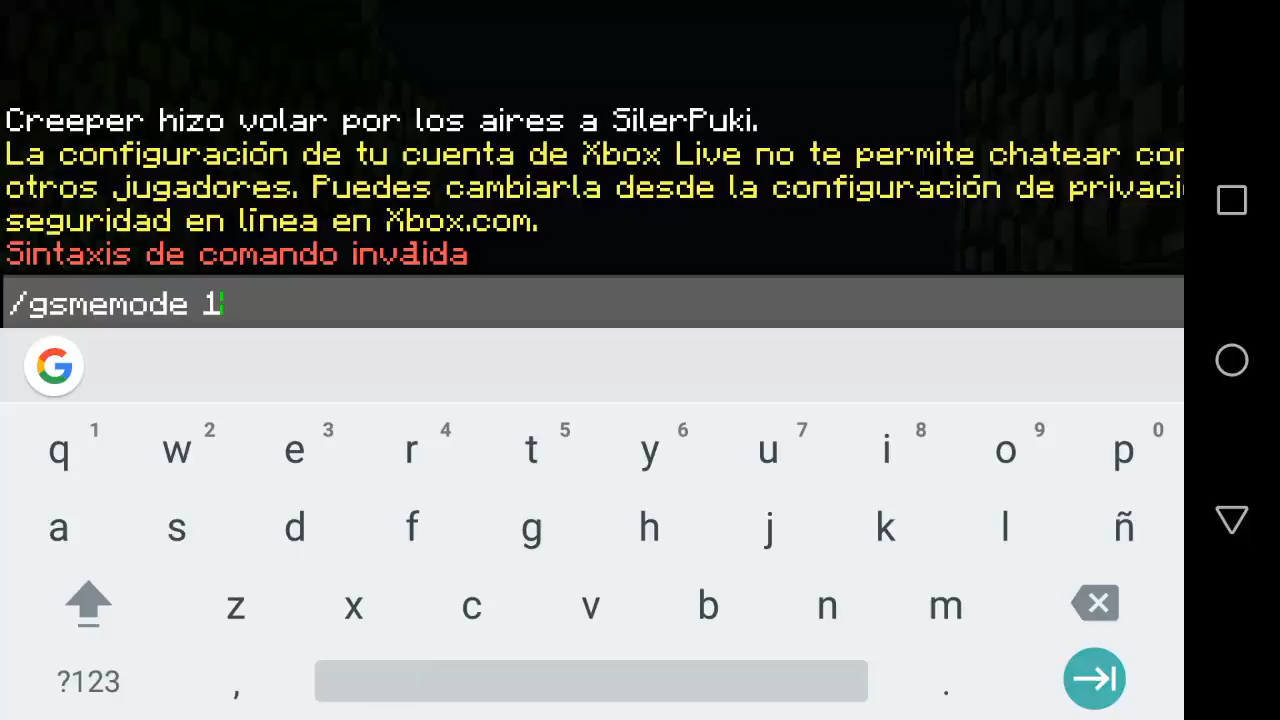 Creeper hizo volar por los aires a SilerPuki.
La configuración de tu cuenta de Xbox Live no te permite chatear con
otros jugadores. Puedes cambiarla desde la configuración de privaci
seguridad en línea en Xbox.com.
Sintaxis de comando inválida
/gsmemode 1
G
q 1 w 2 e 3 r 4 t 5 y 6 u 7 i 8 o 9 p 0
a s d f g h j k l ñ
z x c v b n m
?123 , .